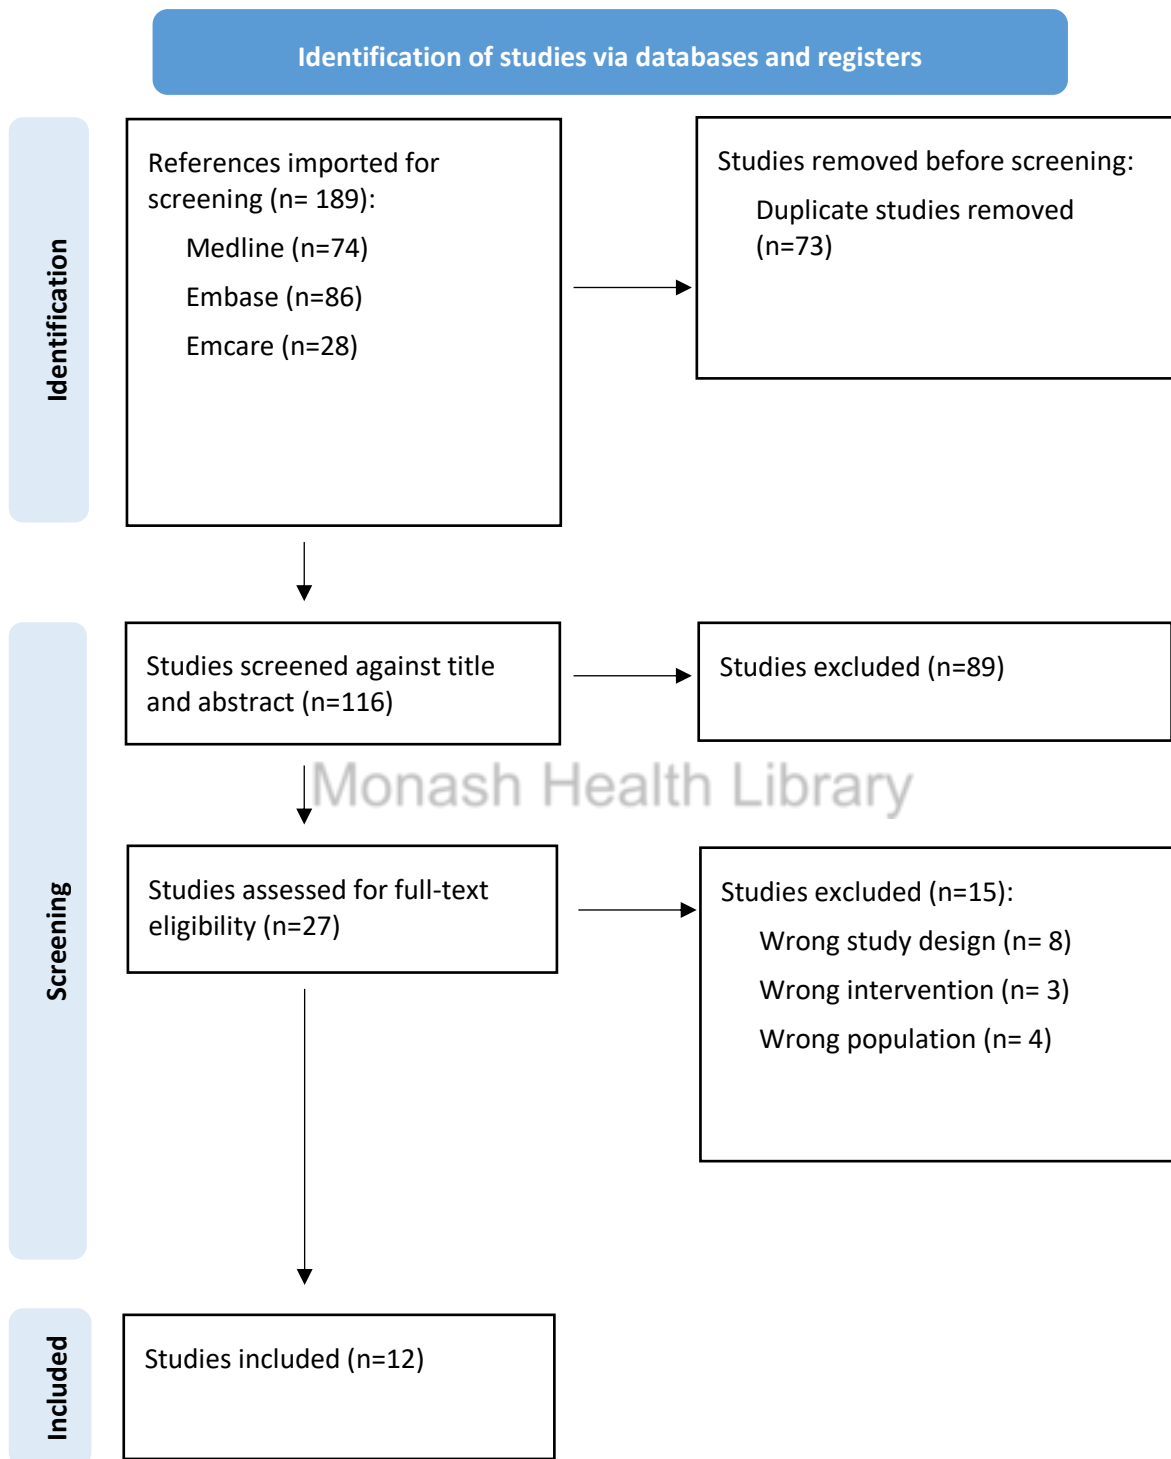 Identification of studies via databases and registers
Identification
References imported for
screening (n= 189):
Medline (n=74)
Embase (n=86)
Emcare (n=28)
Studies removed before screening:
Duplicate studies removed
(n=73)
Screening
Studies screened against title
and abstract (n=116)
Studies excluded (n=89)
Monash Health Library
Studies assessed for full-text
eligibility (n=27)
Studies excluded (n=15):
Wrong study design (n= 8)
Wrong intervention (n= 3)
Wrong population (n= 4)
Included
Studies included (n=12)